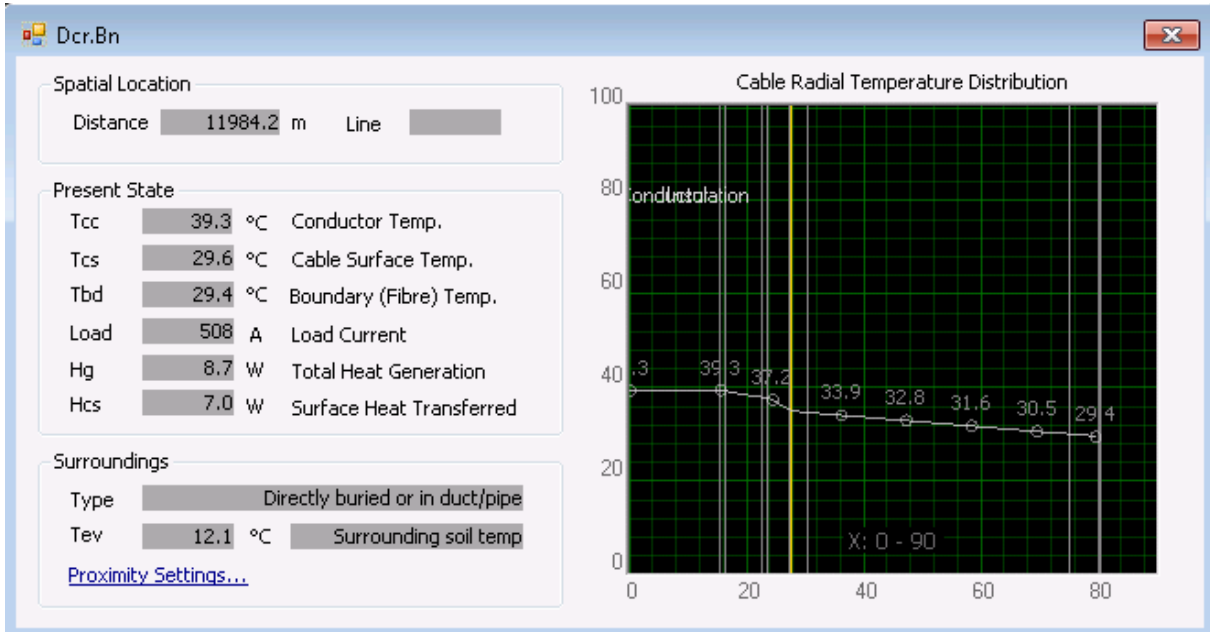 Dcr.Bn
Spatial Location
Distance 11984.2 m Line
Present State
Tcc 39.3 °C Conductor Temp.
Tcs 29.6 °C Cable Surface Temp.
Tbd 29.4 °C Boundary (Fibre) Temp.
Load 508 A Load Current
Hg 8.7 W Total Heat Generation
Hcs 7.0 W Surface Heat Transferred
Surroundings
Type Directly buried or in duct/pipe
Tev 12.1 °C Surrounding soil temp
Proximity Settings...
Cable Radial Temperature Distribution
100
80
60
40 .3 39.3 37.2 33.9 32.8 31.6 30.5 29.4
20
X: 0 - 90
0
0 20 40 60 80